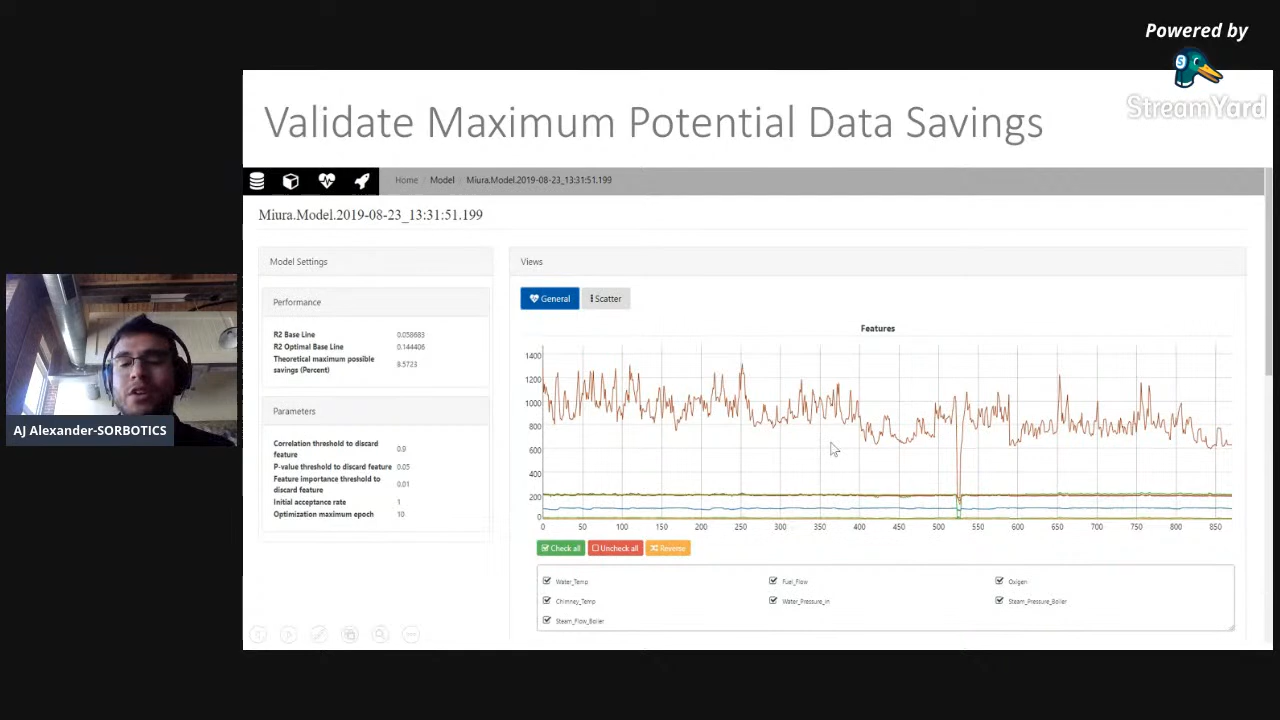 Powered by
StreamYard
Validate Maximum Potential Data Savings
Home / Model / Miura.Model.2019-08-23_13:31:51.199
Miura.Model.2019-08-23_13:31:51.199
Model Settings
Performance
R2 Base Line 0.058683
R2 Optimal Base Line 0.144406
Theoretical maximum possible
savings (Percent) 8.5723
Parameters
Correlation threshold to discard
feature 0.9
P-value threshold to discard feature 0.05
Feature importance threshold to
discard feature 0.01
Initial acceptance rate 1
Optimization maximum epoch 10
Views
General Scatter
Features
1400
1200
1000
800
600
400
200
0
0 50 100 150 200 250 300 350 400 450 500 550 600 650 700 750 800 850
Check all Uncheck all Reverse
Water_Temp Fuel_Flow Oxigen
Chimney_Temp Water_Pressure_In Steam_Pressure_Boiler
Steam_Flow_Boiler
AJ Alexander-SORBOTICS